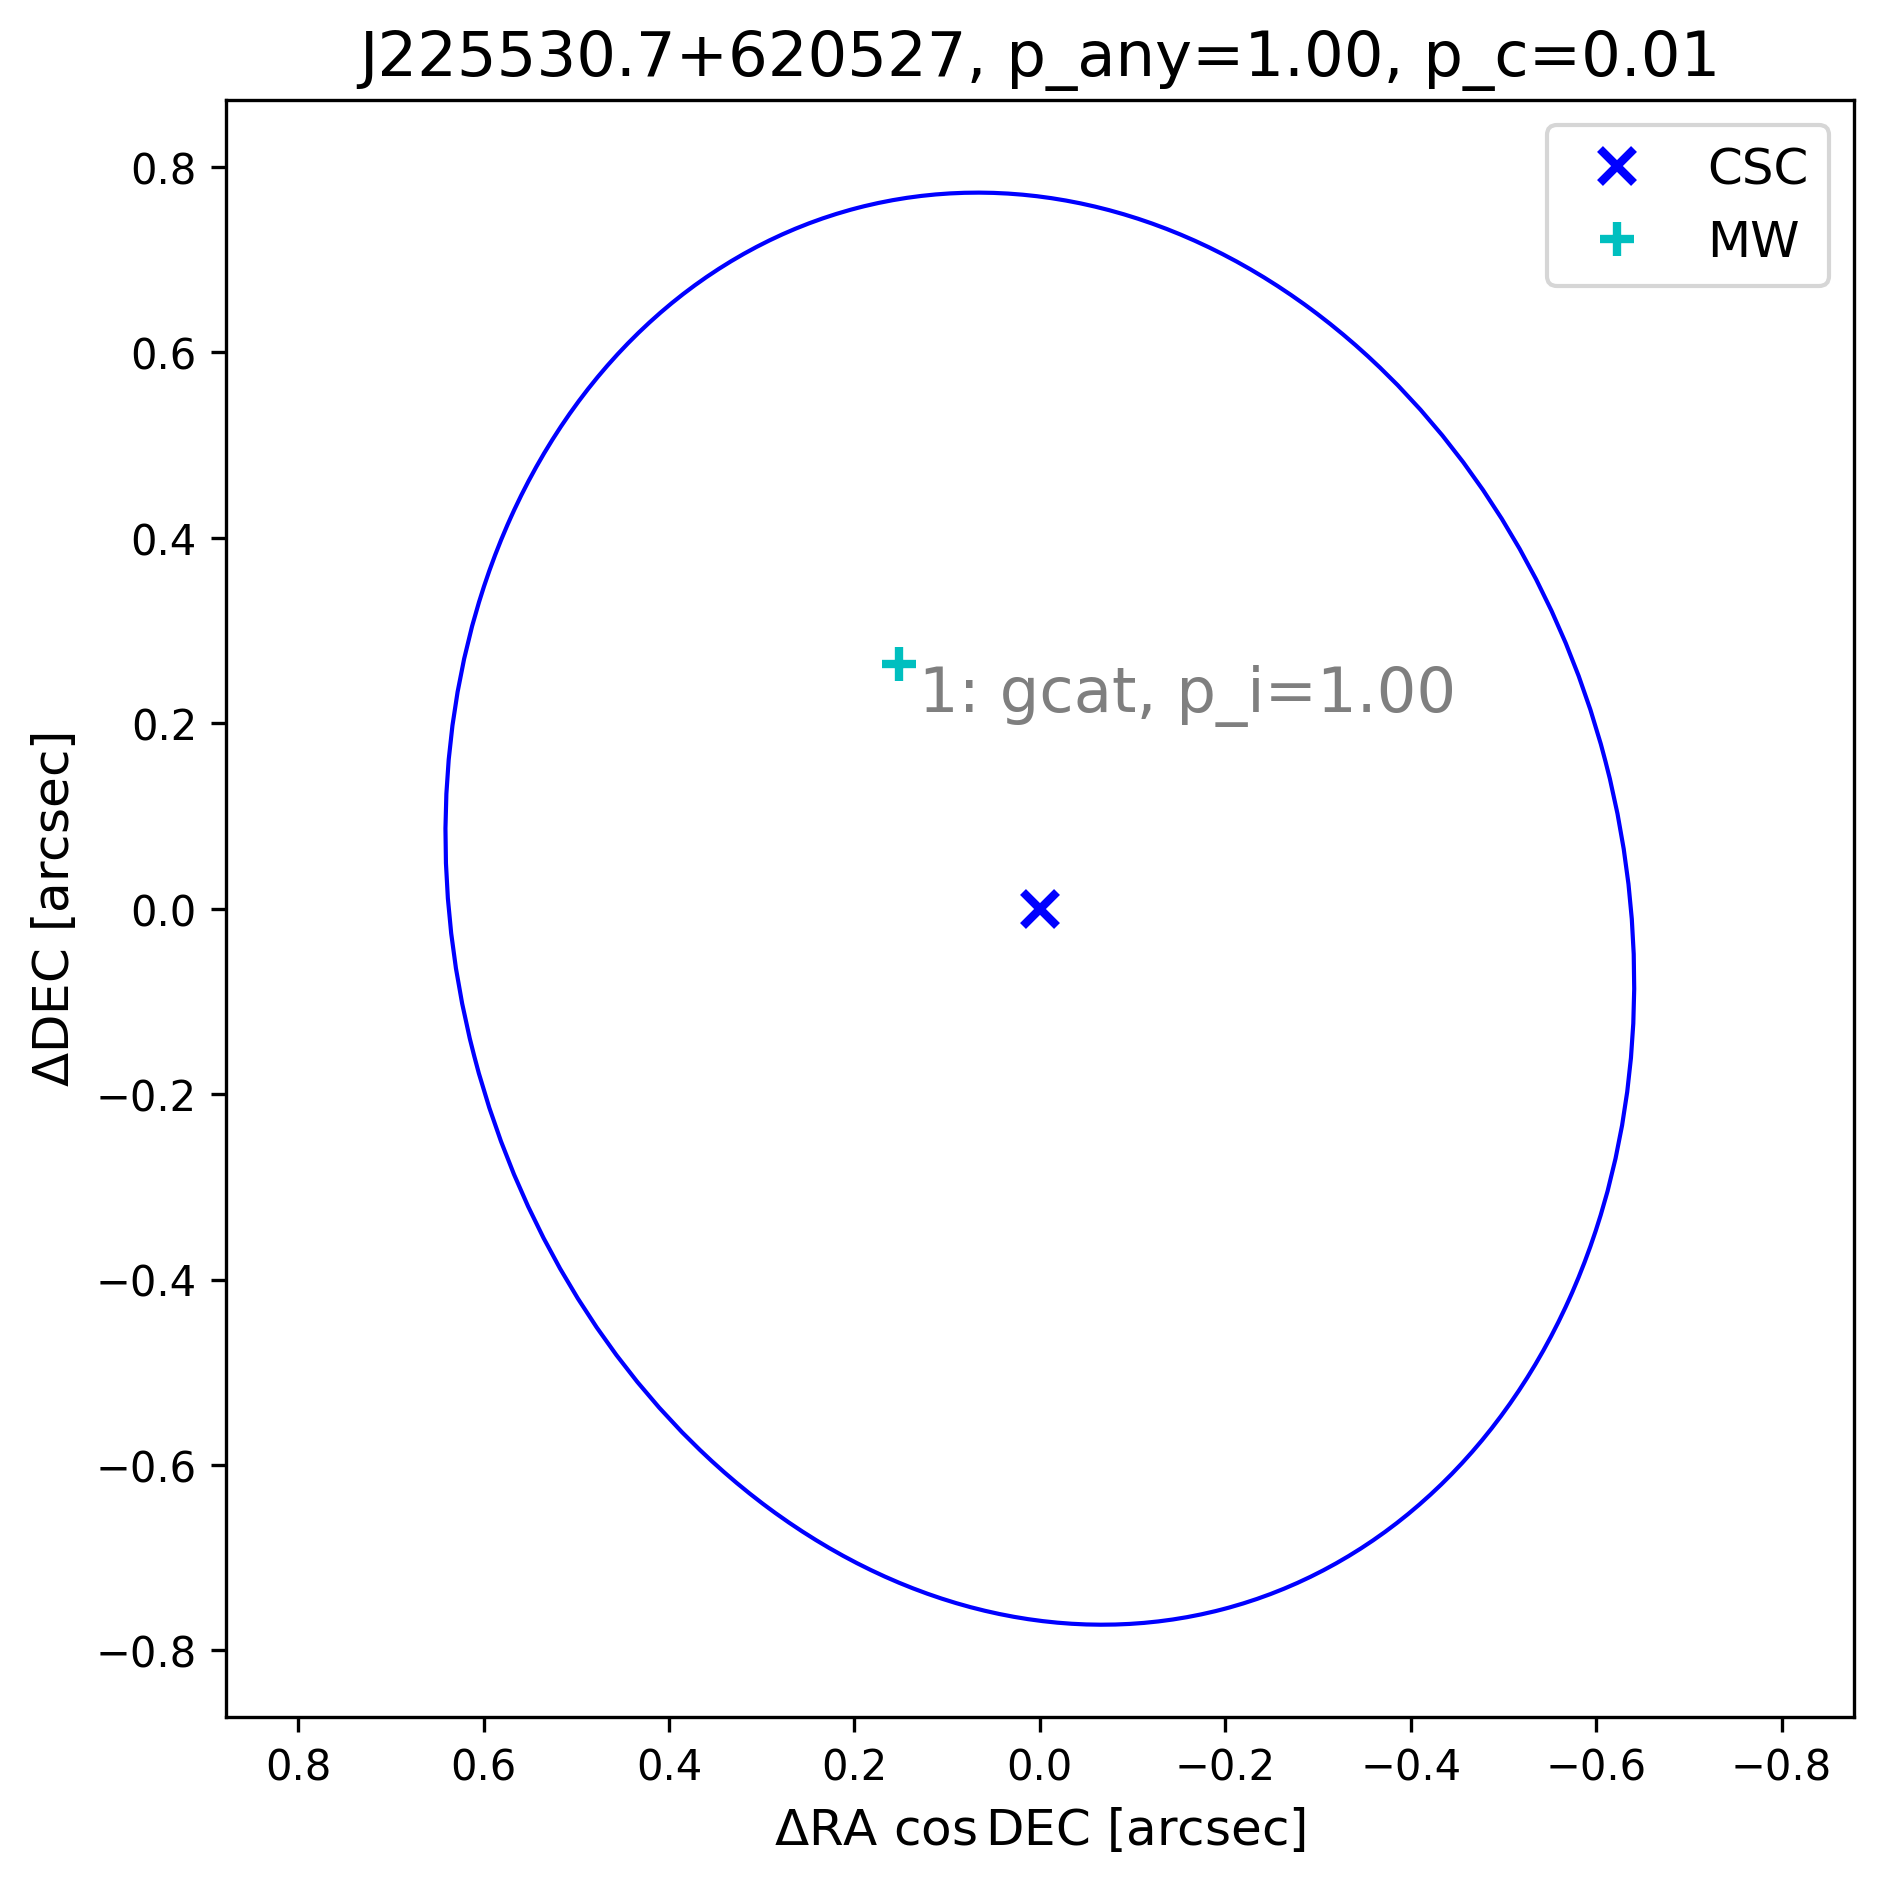 J225530.7+620527, p_any=1.00, p_c=0.01
CSC
MW
0.8
0.6
0.4
0.2
0.0
−0.2
−0.4
−0.6
−0.8
ΔDEC [arcsec]
1: gcat, p_i=1.00
0.8 0.6 0.4 0.2 0.0 −0.2 −0.4 −0.6 −0.8
ΔRA cos DEC [arcsec]